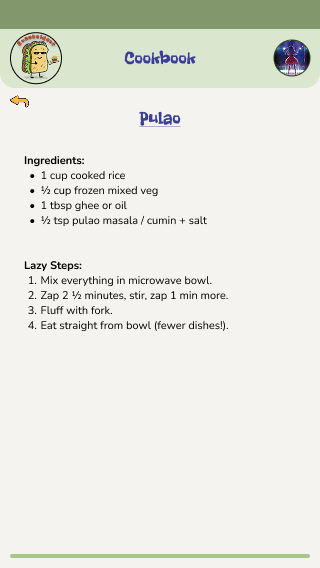 Cookbook
Pulao
Ingredients:
• 1 cup cooked rice
• ½ cup frozen mixed veg
• 1 tbsp ghee or oil
• ½ tsp pulao masala / cumin + salt
Lazy Steps:
1. Mix everything in microwave bowl.
2. Zap 2 ½ minutes, stir, zap 1 min more.
3. Fluff with fork.
4. Eat straight from bowl (fewer dishes!).